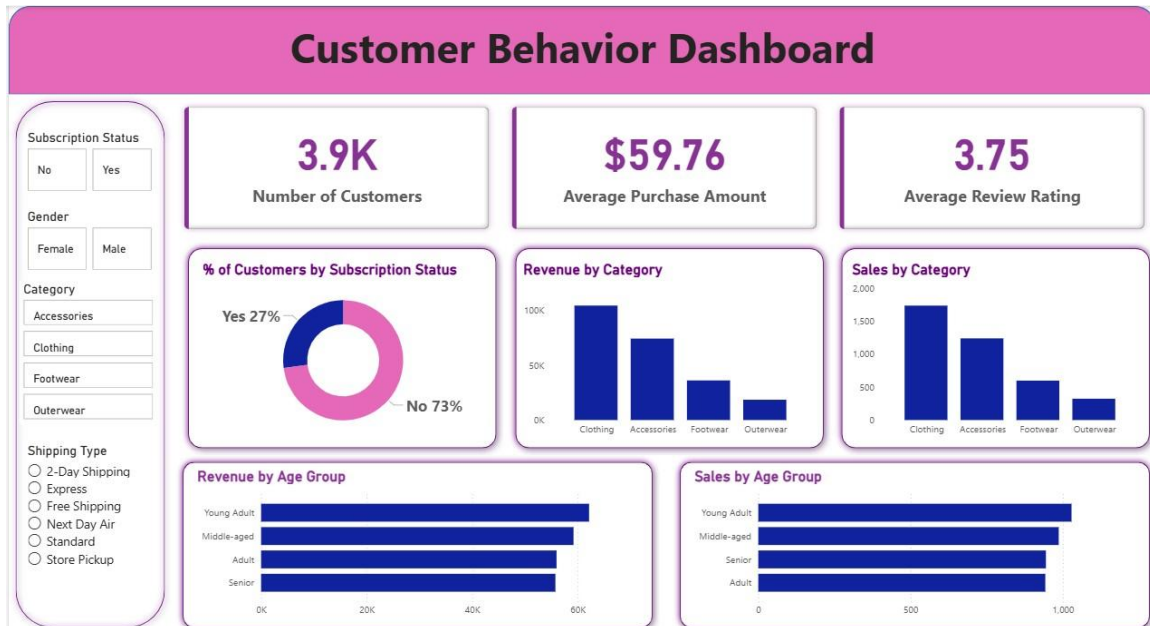 Customer Behavior Dashboard
Subscription Status
No
Yes
Gender
Female
Male
Category
Accessories
Clothing
Footwear
Outerwear
Shipping Type
2-Day Shipping
Express
Free Shipping
Next Day Air
Standard
Store Pickup
3.9K
Number of Customers
$59.76
Average Purchase Amount
3.75
Average Review Rating
% of Customers by Subscription Status
Yes 27%
No 73%
Revenue by Category
100K
50K
0K
Clothing Accessories Footwear Outerwear
Sales by Category
2,000
1,500
1,000
500
0
Clothing Accessories Footwear Outerwear
Revenue by Age Group
Young Adult
Middle-aged
Adult
Senior
0K 20K 40K 60K
Sales by Age Group
Young Adult
Middle-aged
Senior
Adult
0 500 1,000